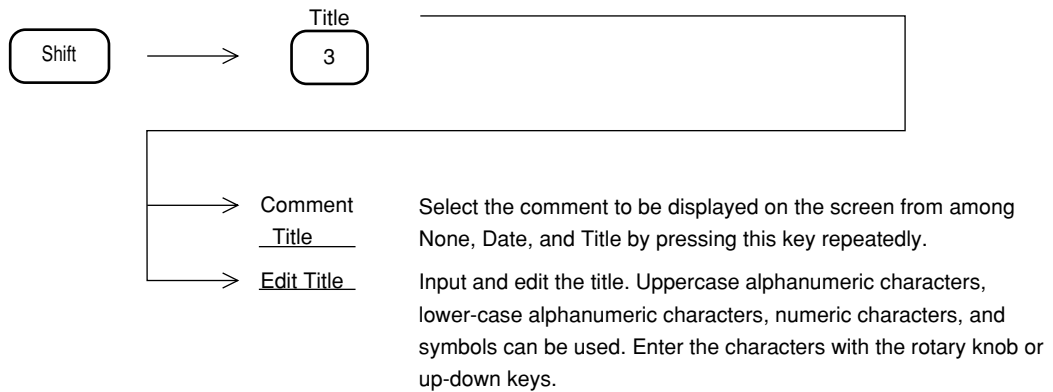 Title
Shift
3
Comment
Title
Select the comment to be displayed on the screen from among
None, Date, and Title by pressing this key repeatedly.
Edit Title
Input and edit the title. Uppercase alphanumeric characters,
lower-case alphanumeric characters, numeric characters, and
symbols can be used. Enter the characters with the rotary knob or
up-down keys.